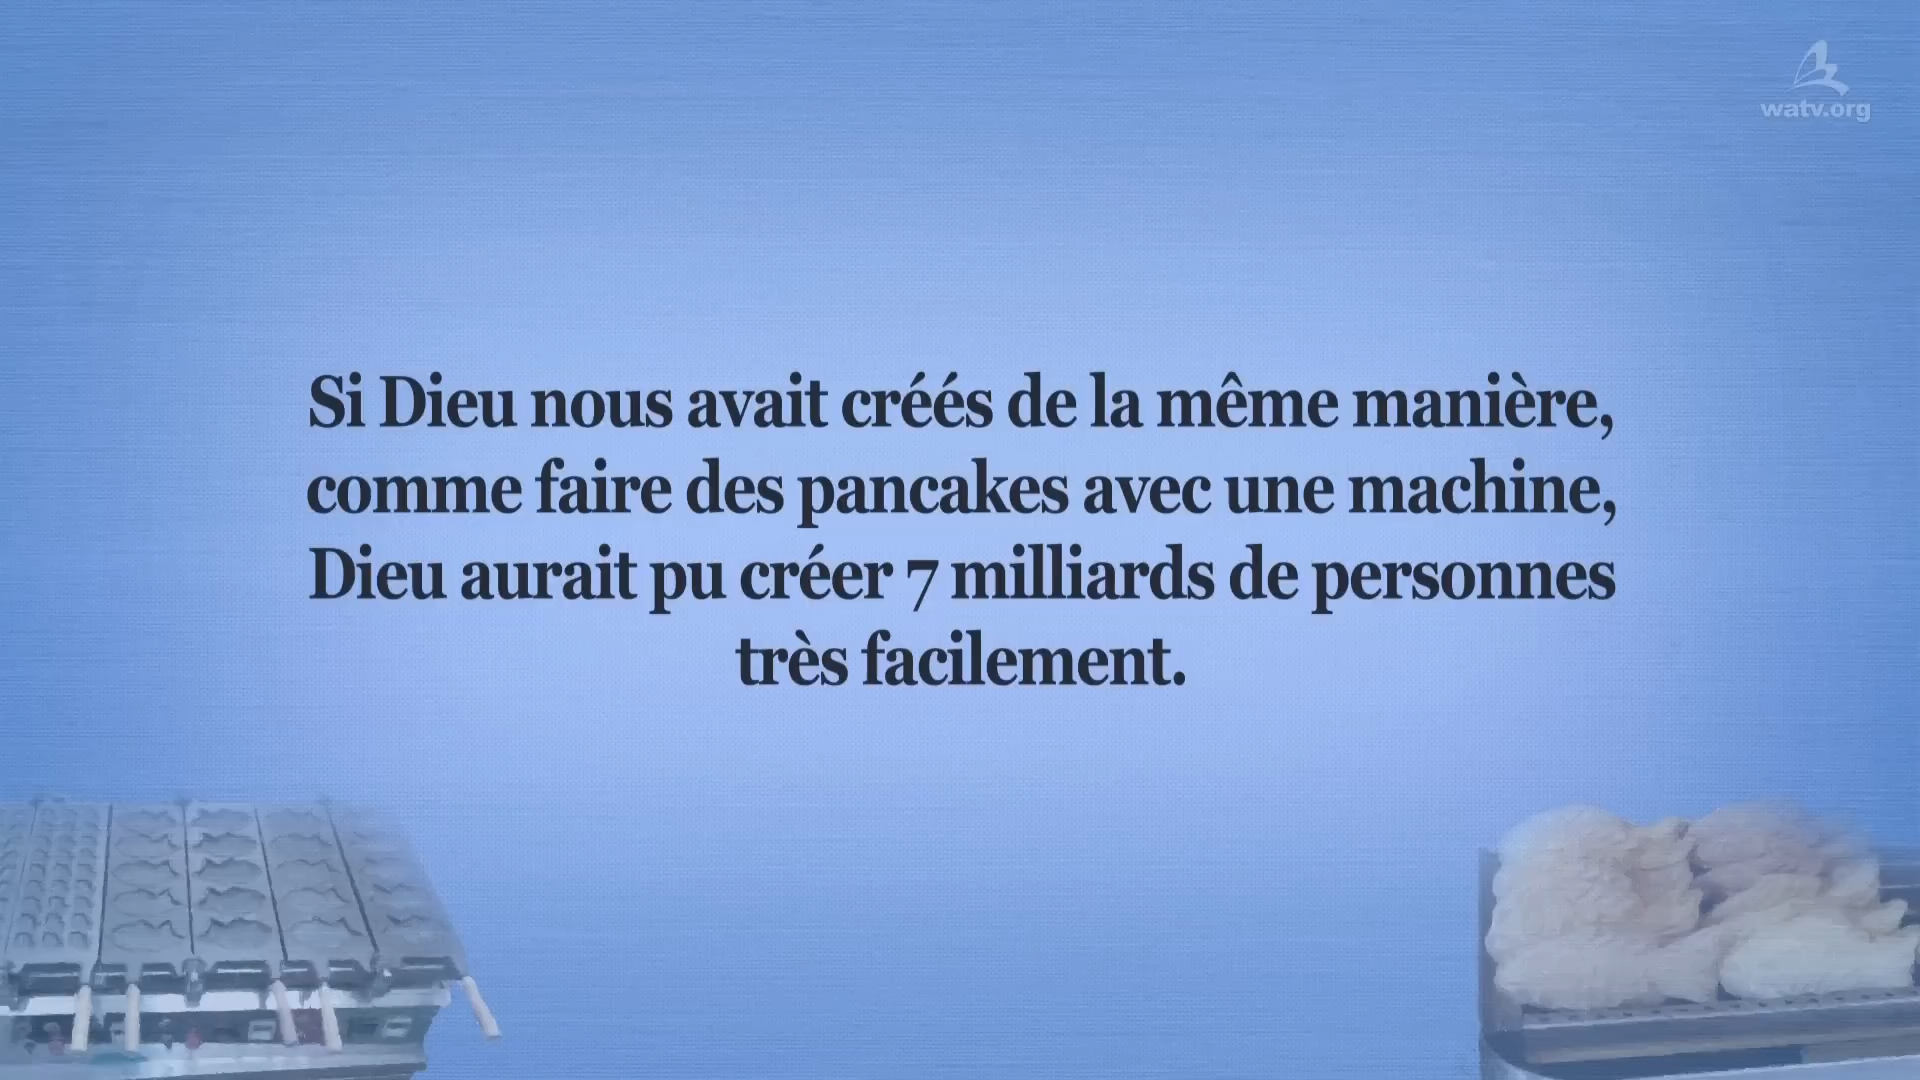 watv.org
Si Dieu nous avait créés de la même manière,
comme faire des pancakes avec une machine,
Dieu aurait pu créer 7 milliards de personnes
très facilement.